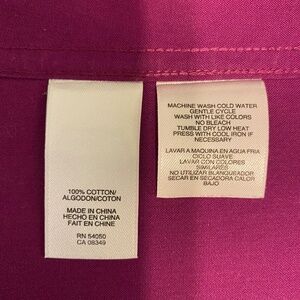 100% COTTON/
ALGODON/COTON
MADE IN CHINA
HECHO EN CHINA
FAIT EN CHINE
RN 54050
CA 08349
MACHINE WASH COLD WATER
GENTLE CYCLE
WASH WITH LIKE COLORS
NO BLEACH
TUMBLE DRY LOW HEAT
PRESS WITH COOL IRON IF
NECESSARY
LAVAR A MAQUINA EN AGUA FRIA
CICLO SUAVE
LAVAR CON COLORES
SIMILARES
NO UTILIZAR BLANQUEADOR
SECAR EN SECADORA CALOR
BAJO